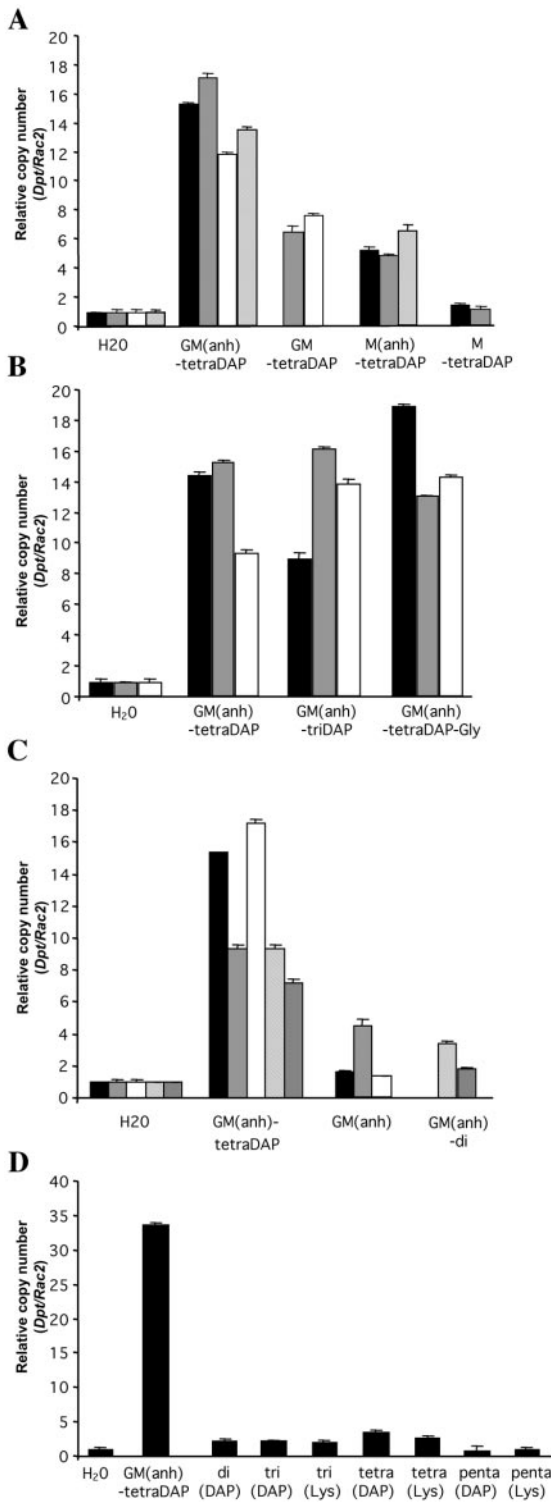 A
Relative copy number
(Dpt/Rac2)
20
18
16
14
12
10
8
6
4
2
0
H20
GM(anh)
-tetraDAP
GM
-tetraDAP
M(anh)
-tetraDAP
M
-tetraDAP
B
Relative copy number
(Dpt/Rac2)
20
18
16
14
12
10
8
6
4
2
0
H₂0
GM(anh)
-tetraDAP
GM(anh)
-triDAP
GM(anh)
-tetraDAP-Gly
C
Relative copy number
(Dpt/Rac2)
20
18
16
14
12
10
8
6
4
2
0
H20
GM(anh)-
tetraDAP
GM(anh)
GM(anh)
-di
D
Relative copy number
(Dpt/Rac2)
40
35
30
25
20
15
10
5
0
H₂0
GM(anh)
-tetraDAP
di
(DAP)
tri
(DAP)
tri
(Lys)
tetra
(DAP)
tetra
(Lys)
penta
(DAP)
penta
(Lys)